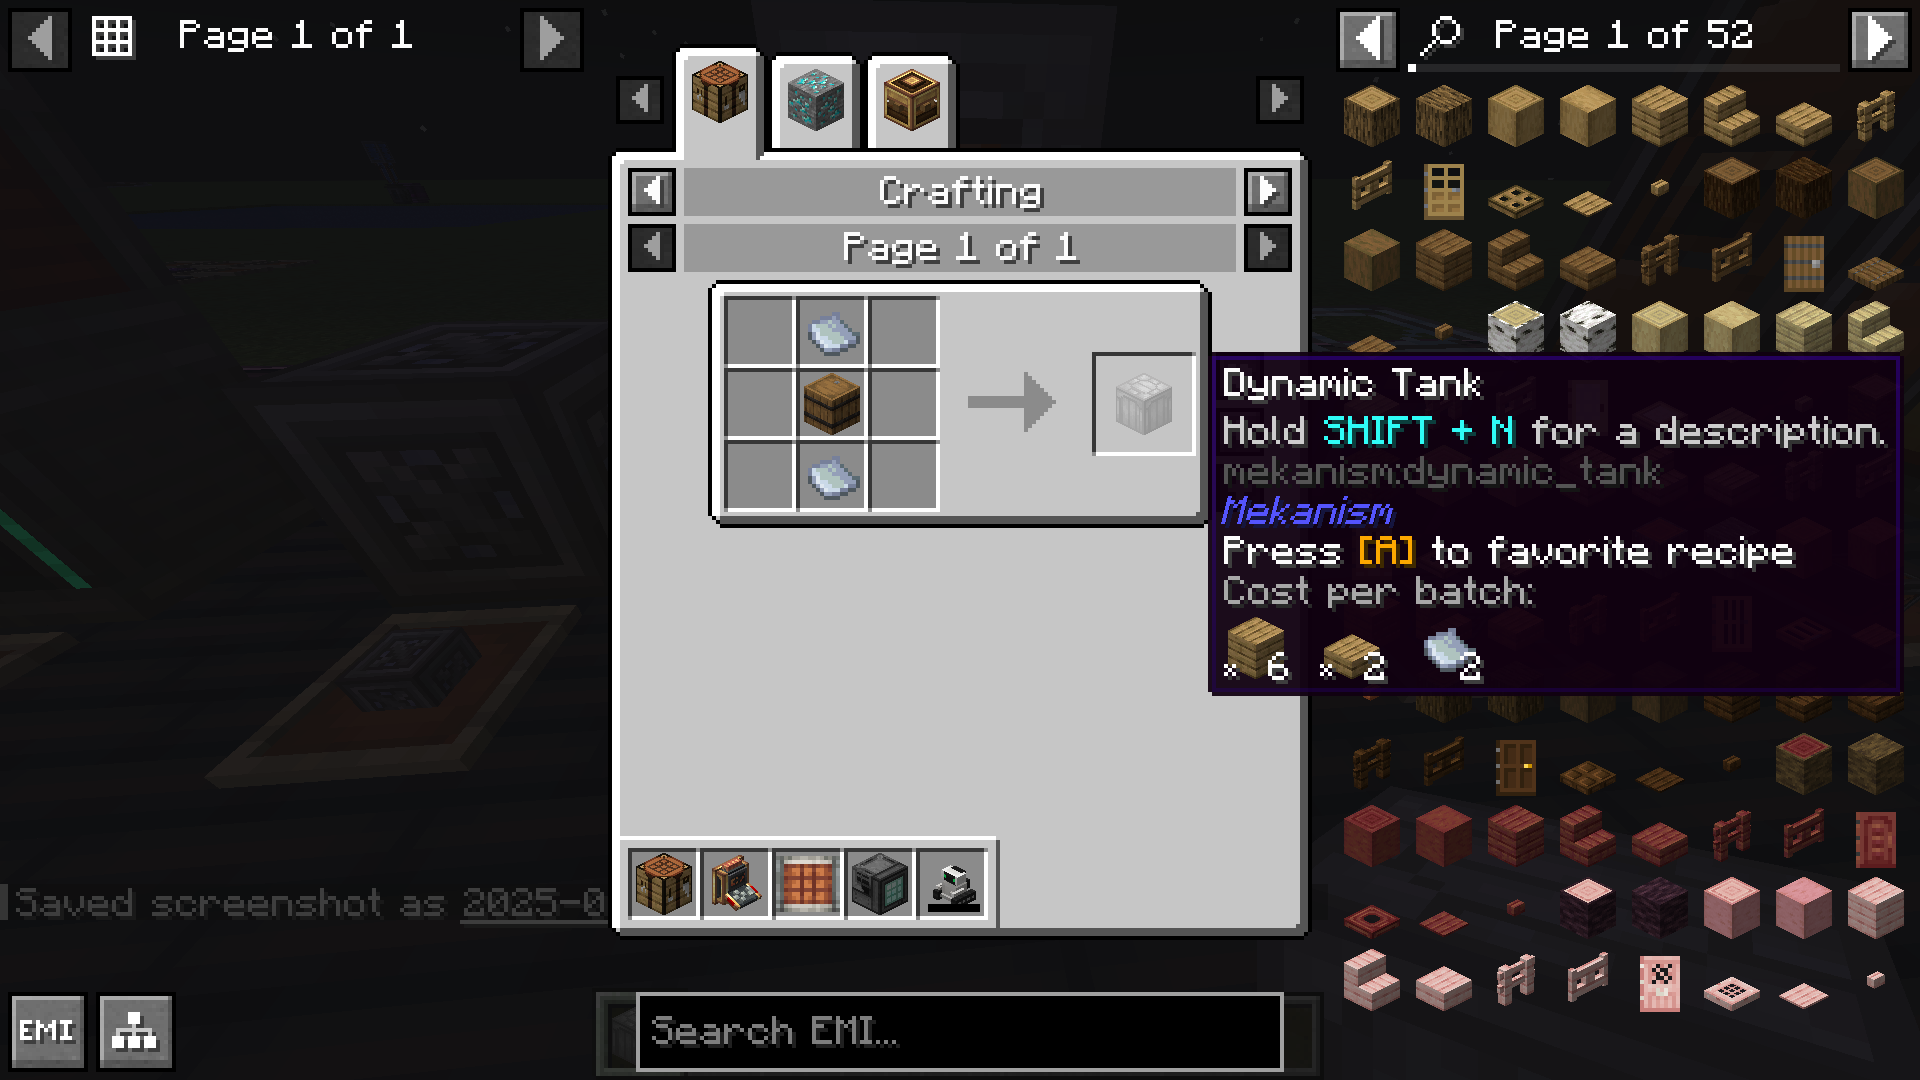 Page 1 of 1
Page 1 of 52
Crafting
Page 1 of 1
Dynamic Tank
Hold SHIFT + N for a description.
mekanism:dynamic_tank
Mekanism
Press [A] to favorite recipe
Cost per batch:
x 6 x 2 2
Saved screenshot as 2025-0
EMI
Search EMI...